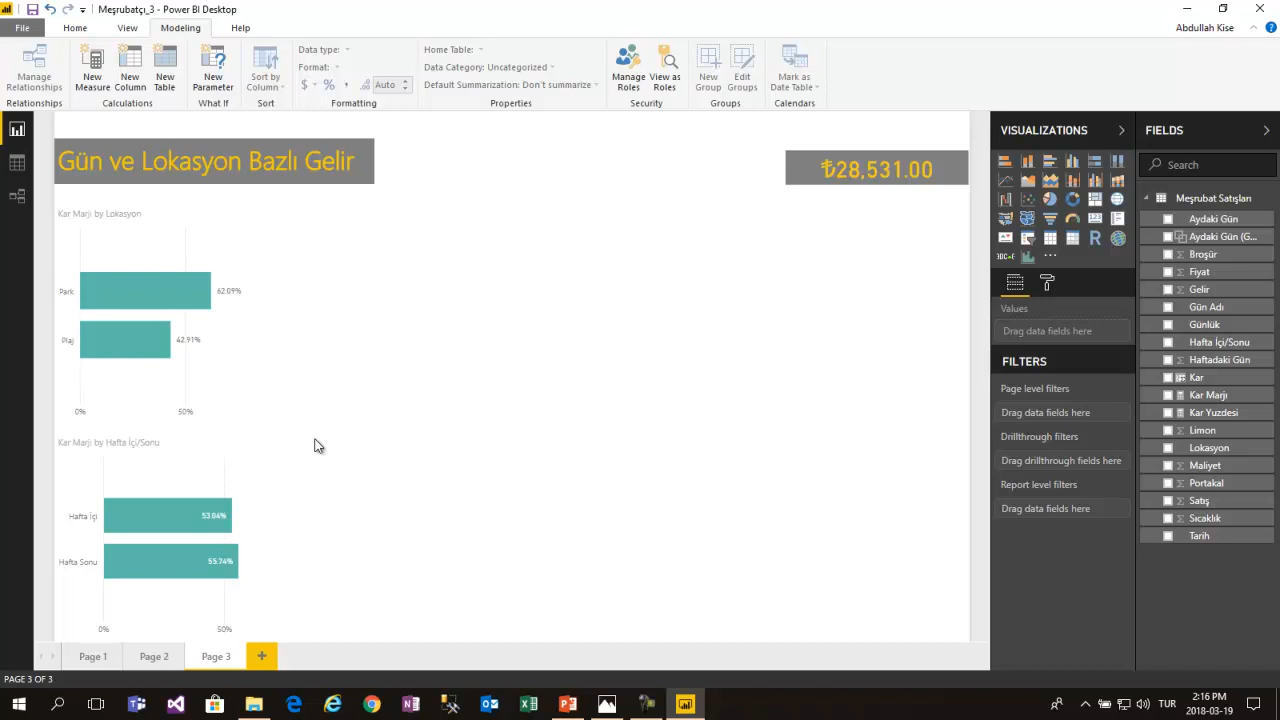 Meşrubatçı_3 - Power BI Desktop
File Home View Modeling Help
Abdullah Kise
Manage Relationships
New Measure
New Column
New Table
New Parameter
Sort by Column
Data type:
Format:
$ % , Auto
Home Table:
Data Category: Uncategorized
Default Summarization: Don't summarize
Manage Roles
View as Roles
New Group
Edit Groups
Mark as Date Table
Relationships Calculations What If Sort Formatting Properties Security Groups Calendars
Gün ve Lokasyon Bazlı Gelir
₺28,531.00
Kar Marjı by Lokasyon
Park 62.09%
Plaj 42.91%
0% 50%
Kar Marjı by Hafta İçi/Sonu
Hafta İçi 53.04%
Hafta Sonu 55.74%
0% 50%
VISUALIZATIONS
R
Values
Drag data fields here
FILTERS
Page level filters
Drag data fields here
Drillthrough filters
Drag drillthrough fields here
Report level filters
Drag data fields here
FIELDS
Search
Meşrubat Satışları
Aydaki Gün
Aydaki Gün (G...
Broşür
Fiyat
Gelir
Gün Adı
Günlük
Hafta İçi/Sonu
Haftadaki Gün
Kar
Kar Marjı
Kar Yuzdesi
Limon
Lokasyon
Maliyet
Portakal
Satış
Sıcaklık
Tarih
Page 1 Page 2 Page 3 +
PAGE 3 OF 3
TUR
2:16 PM
2018-03-19